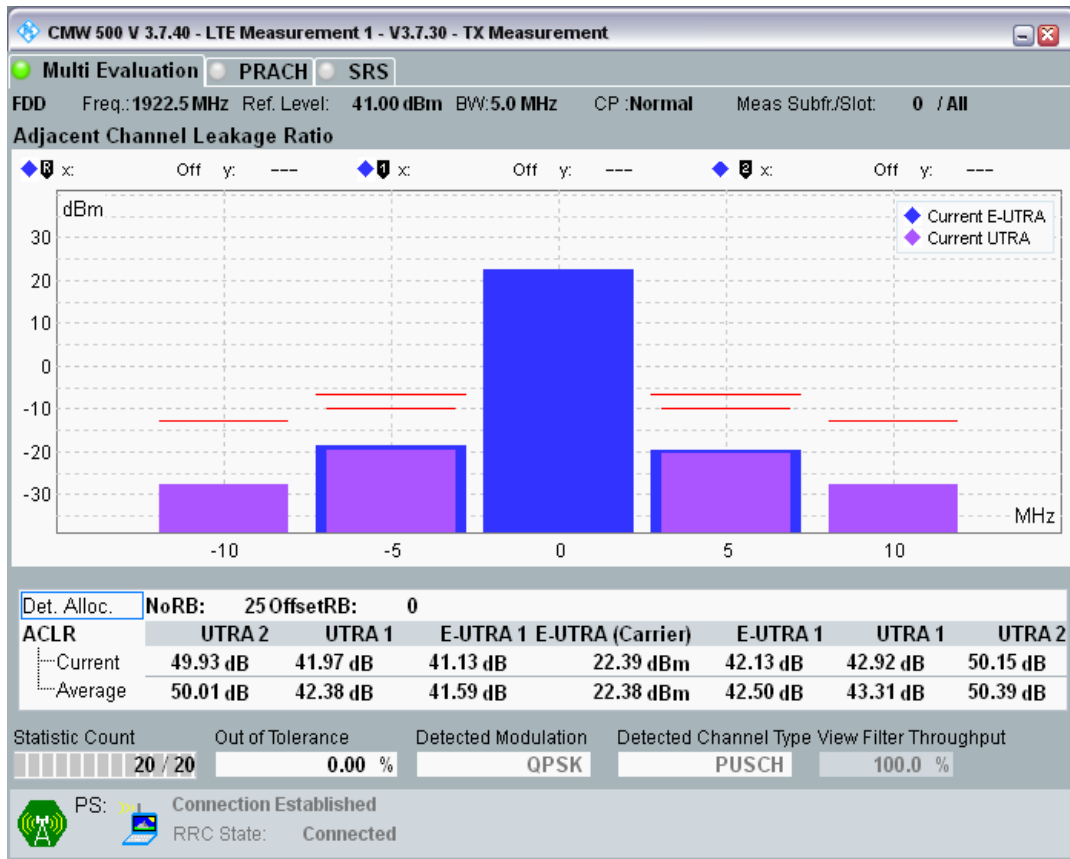 CMW 500 V 3.7.40 - LTE Measurement 1 - V3.7.30 - TX Measurement
Multi Evaluation PRACH SRS
FDD Freq.:1922.5 MHz Ref. Level: 41.00 dBm BW:5.0 MHz CP :Normal Meas Subfr./Slot: 0 / All
Adjacent Channel Leakage Ratio
R x: Off y: --- 1 x: Off y: --- 2 x: Off y: ---
dBm
Current E-UTRA
Current UTRA
30
20
10
0
-10
-20
-30
MHz
-10 -5 0 5 10
Det. Alloc. NoRB: 25 OffsetRB: 0
ACLR UTRA 2 UTRA 1 E-UTRA 1 E-UTRA (Carrier) E-UTRA 1 UTRA 1 UTRA 2
Current 49.93 dB 41.97 dB 41.13 dB 22.39 dBm 42.13 dB 42.92 dB 50.15 dB
Average 50.01 dB 42.38 dB 41.59 dB 22.38 dBm 42.50 dB 43.31 dB 50.39 dB
Statistic Count Out of Tolerance Detected Modulation Detected Channel Type View Filter Throughput
20 / 20 0.00 % QPSK PUSCH 100.0 %
PS: Connection Established
RRC State: Connected